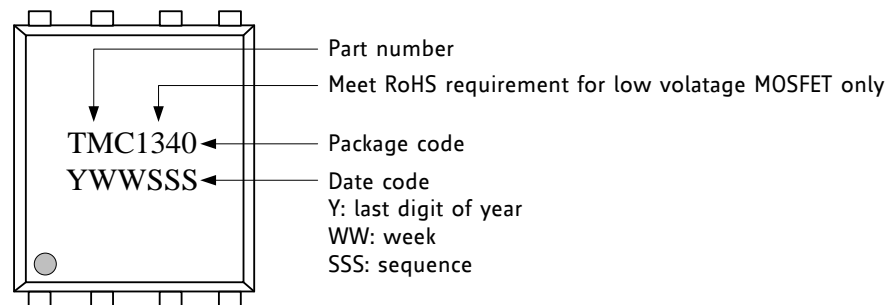 Part number
Meet RoHS requirement for low volatage MOSFET only
TMC1340
Package code
YWWSSS
Date code
Y: last digit of year
WW: week
SSS: sequence